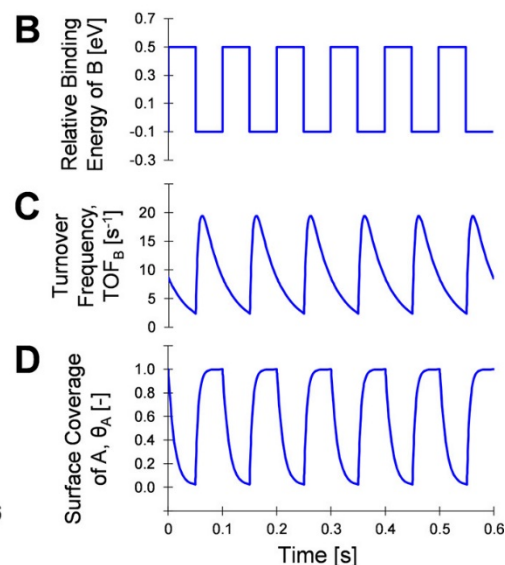 B
Relative Binding
Energy of B [eV]
0.7
0.5
0.3
0.1
-0.1
-0.3
C
Turnover
Frequency,
TOF_B [s⁻¹]
20
15
10
5
0
D
Surface Coverage
of A, θ_A [-]
1.0
0.8
0.6
0.4
0.2
0.0
s
0 0.1 0.2 0.3 0.4 0.5 0.6
Time [s]